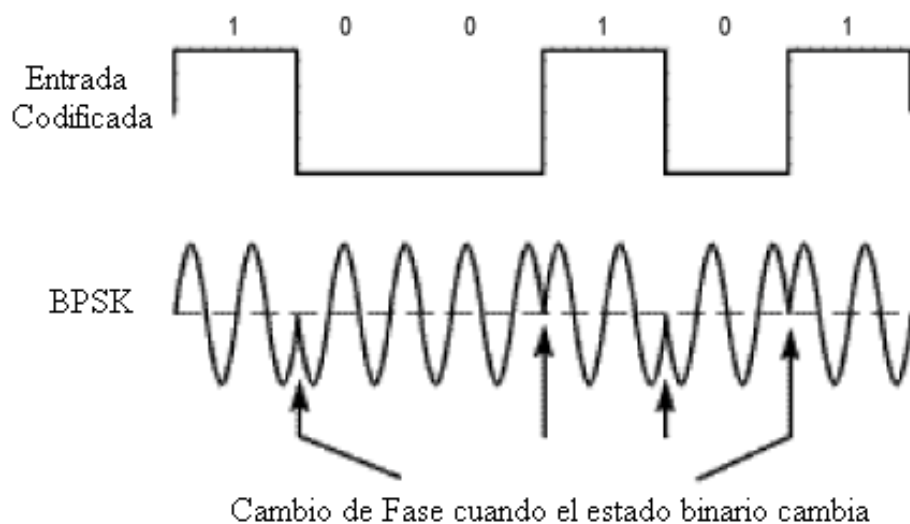 1 0 0 1 0 1
Entrada
Codificada
BPSK
Cambio de Fase cuando el estado binario cambia